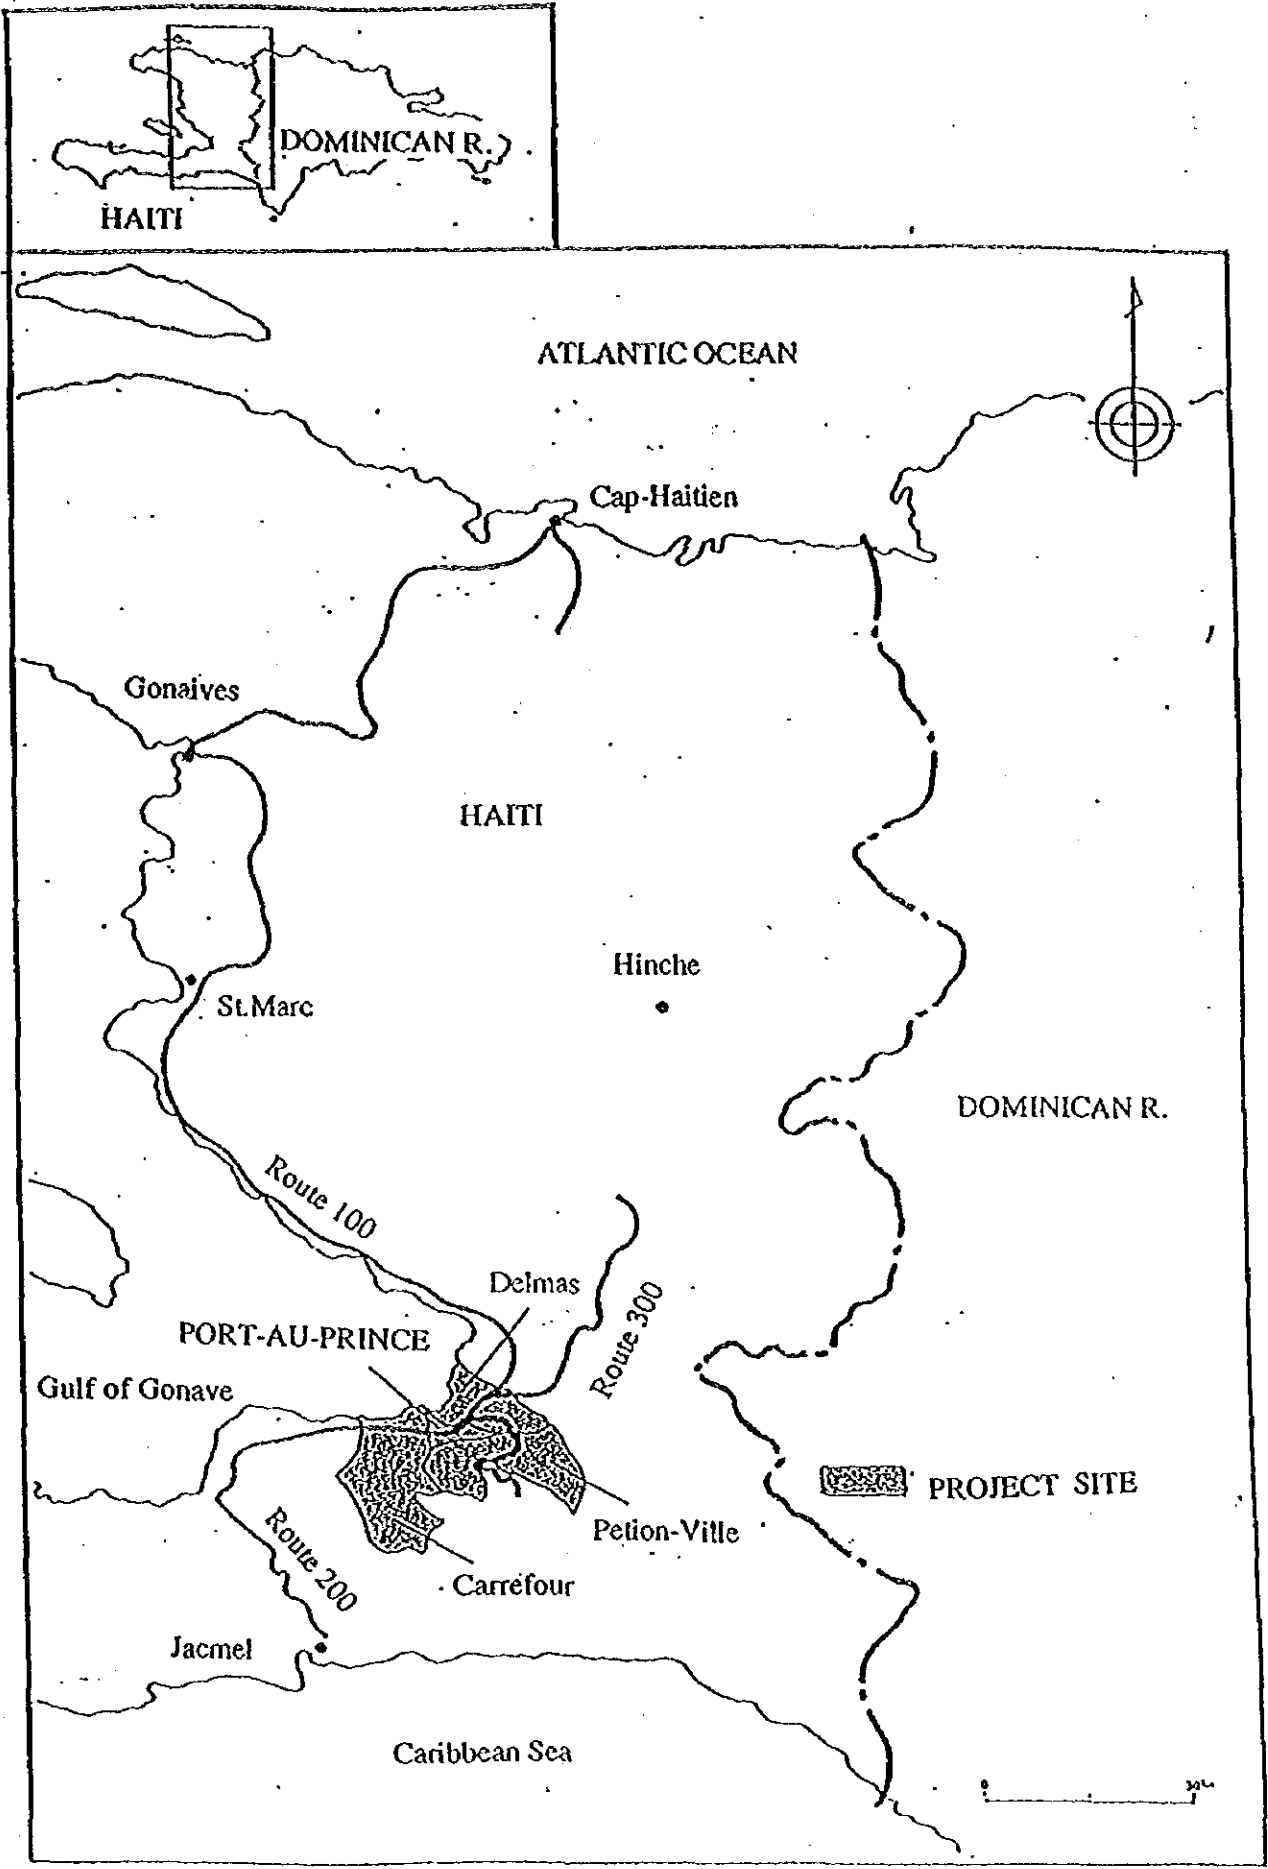 DOMINICAN R.
HAITI
ATLANTIC OCEAN
Cap-Haitien
Gonaives
HAITI
Hinche
St.Marc
DOMINICAN R.
Route 100
Delmas
Route 300
PORT-AU-PRINCE
Gulf of Gonave
PROJECT SITE
Petion-Ville
Route 200
Carrefour
Jacmel
Caribbean Sea
0